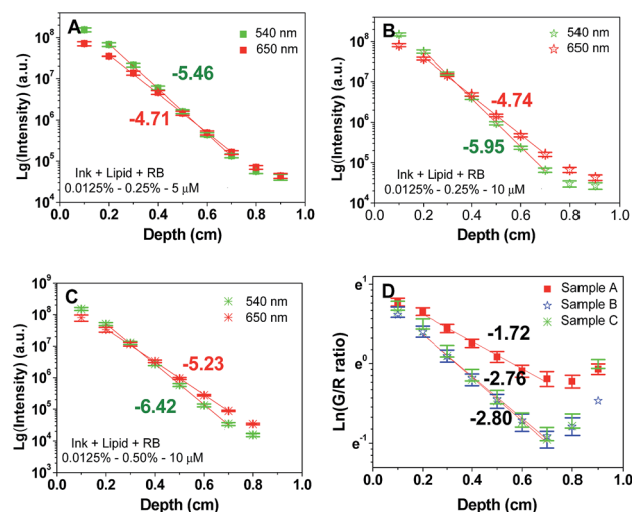 A
540 nm
650 nm
-5.46
-4.71
Ink + Lipid + RB
0.0125% - 0.25% - 5 μM
Lg(Intensity) (a.u.)
10^8
10^7
10^6
10^5
10^4
0.0 0.2 0.4 0.6 0.8 1.0
Depth (cm)
B
540 nm
650 nm
-4.74
-5.95
Ink + Lipid + RB
0.0125% - 0.25% - 10 μM
Lg(Intensity) (a.u.)
10^8
10^7
10^6
10^5
10^4
0.0 0.2 0.4 0.6 0.8 1.0
Depth (cm)
C
540 nm
650 nm
-5.23
-6.42
Ink + Lipid + RB
0.0125% - 0.50% - 10 μM
Lg(Intensity) (a.u.)
10^9
10^8
10^7
10^6
10^5
10^4
10^3
0.0 0.2 0.4 0.6 0.8 1.0
Depth (cm)
D
Sample A
Sample B
Sample C
-1.72
-2.76
-2.80
Ln(G/R ratio)
e^1
e^0
e^-1
0.0 0.2 0.4 0.6 0.8 1.0
Depth (cm)